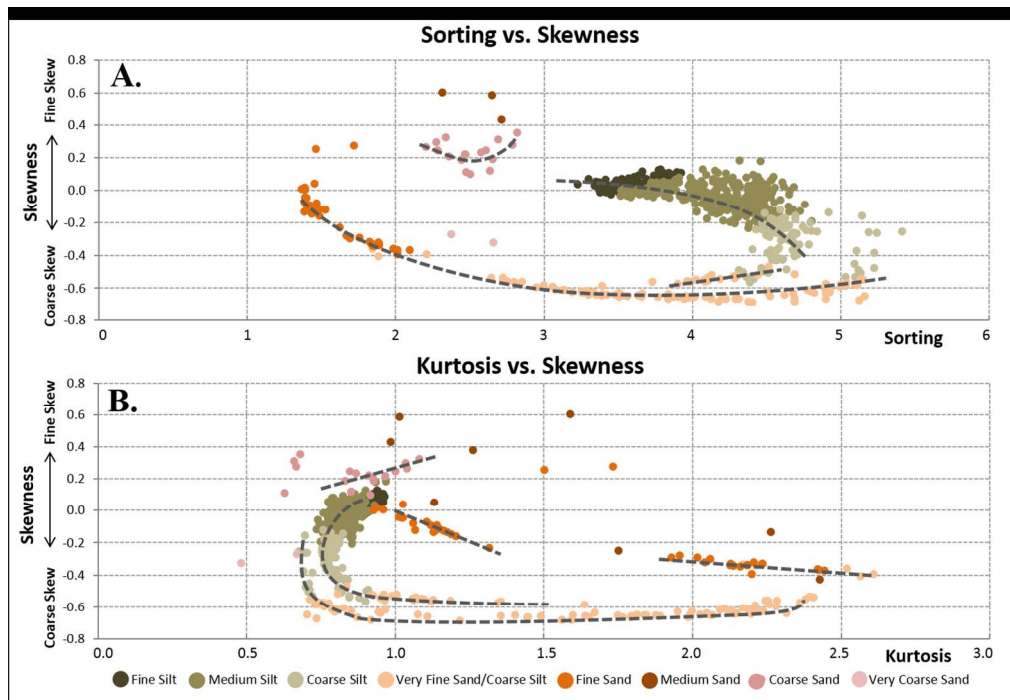 Sorting vs. Skewness
A.
Fine Skew
Skewness
Coarse Skew
0.8
0.6
0.4
0.2
0.0
-0.2
-0.4
-0.6
-0.8
0 1 2 3 4 5 6
Sorting
Kurtosis vs. Skewness
B.
Fine Skew
Skewness
Coarse Skew
0.8
0.6
0.4
0.2
0.0
-0.2
-0.4
-0.6
-0.8
0.0 0.5 1.0 1.5 2.0 2.5 3.0
Kurtosis
Fine Silt Medium Silt Coarse Silt Very Fine Sand/Coarse Silt Fine Sand Medium Sand Coarse Sand Very Coarse Sand